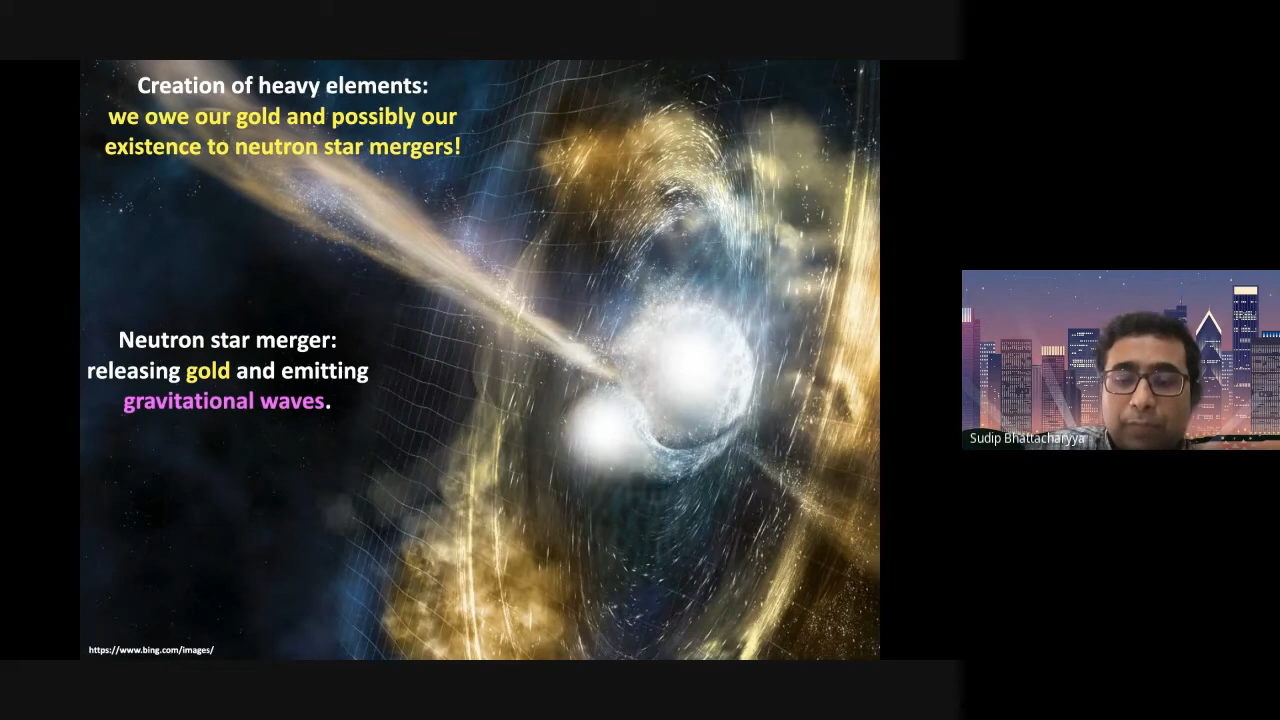 Creation of heavy elements:
we owe our gold and possibly our
existence to neutron star mergers!
Neutron star merger:
releasing gold and emitting
gravitational waves.
https://www.bing.com/images/
Sudip Bhattacharyya